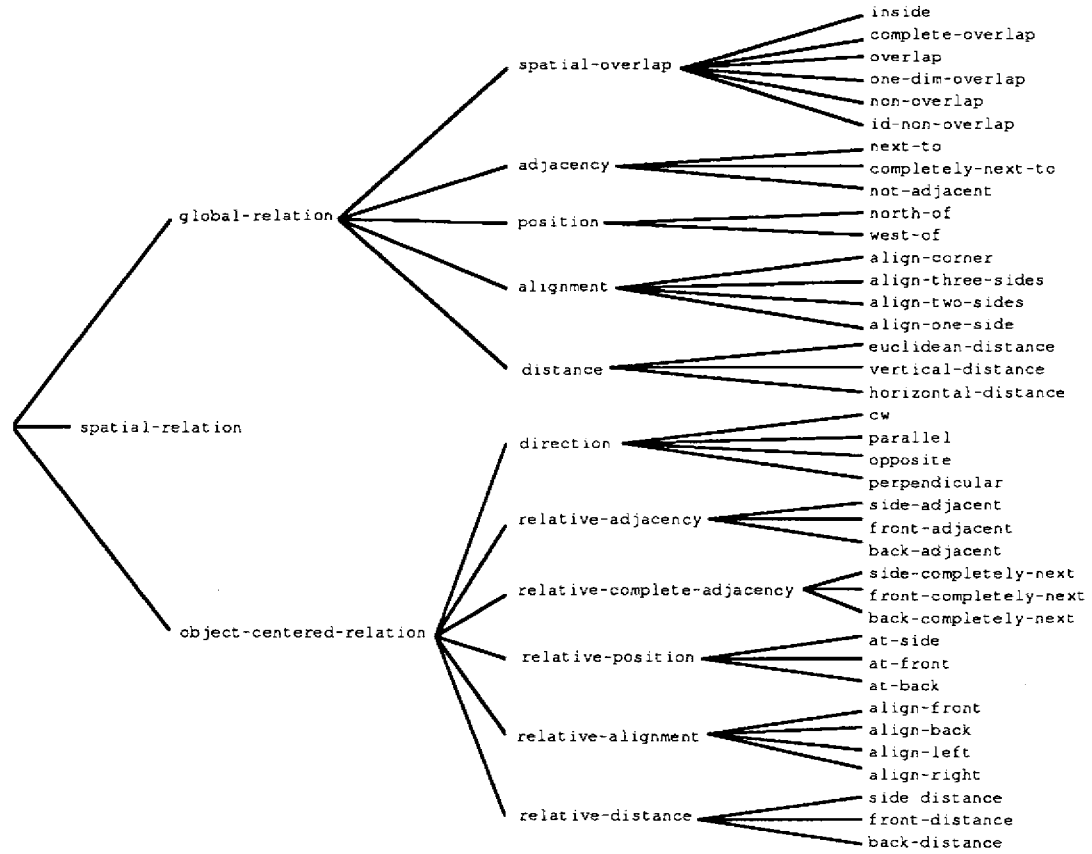 inside
complete-overlap
spatial-overlap
overlap
one-dim-overlap
non-overlap
id-non-overlap
next-to
adjacency
completely-next-to
not-adjacent
global-relation
position
north-of
west-of
align-corner
alignment
align-three-sides
align-two-sides
align-one-side
euclidean-distance
distance
vertical-distance
horizontal-distance
spatial-relation
cw
direction
parallel
opposite
perpendicular
side-adjacent
relative-adjacency
front-adjacent
back-adjacent
side-completely-next
relative-complete-adjacency
front-completely-next
back-completely-next
object-centered-relation
at-side
relative-position
at-front
at-back
align-front
relative-alignment
align-back
align-left
align-right
side distance
relative-distance
front-distance
back-distance